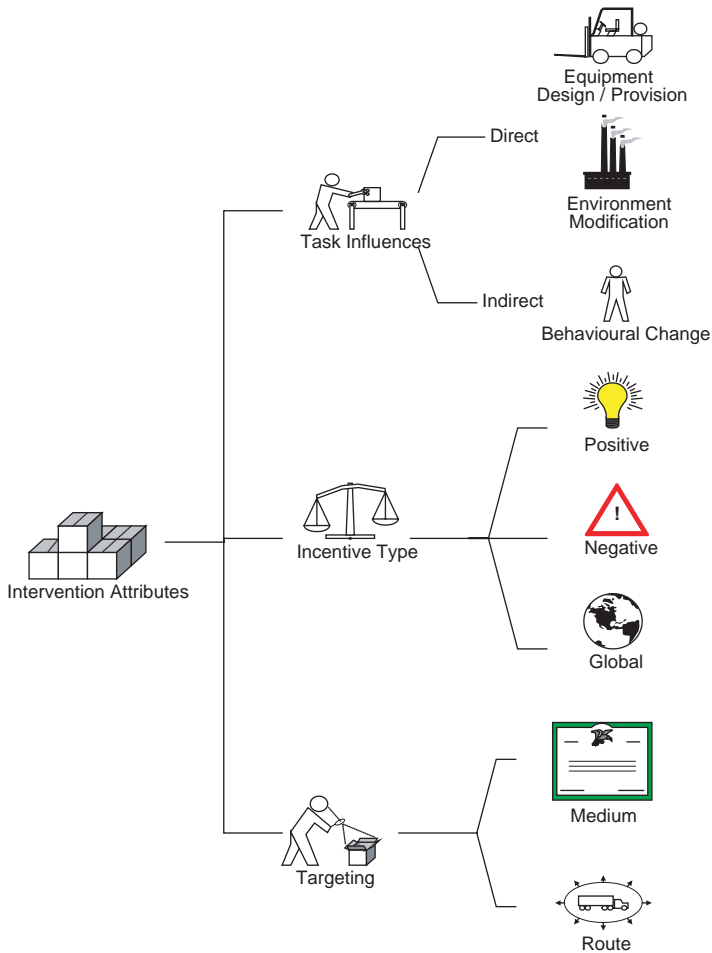 Equipment
Design / Provision
Direct
Environment
Modification
Task Influences
Indirect
Behavioural Change
Positive
!
Negative
Incentive Type
Intervention Attributes
Global
Medium
Targeting
Route